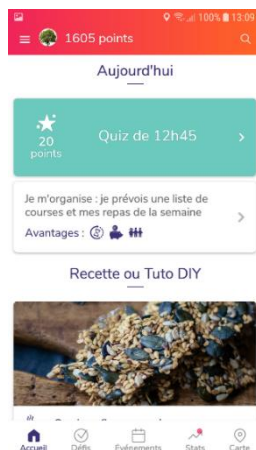 100% 13:09
1605 points
Aujourd'hui
20
points
Quiz de 12h45
Je m'organise : je prévois une liste de
courses et mes repas de la semaine
Avantages :
Recette ou Tuto DIY
Accueil Défis Événements Stats Carte